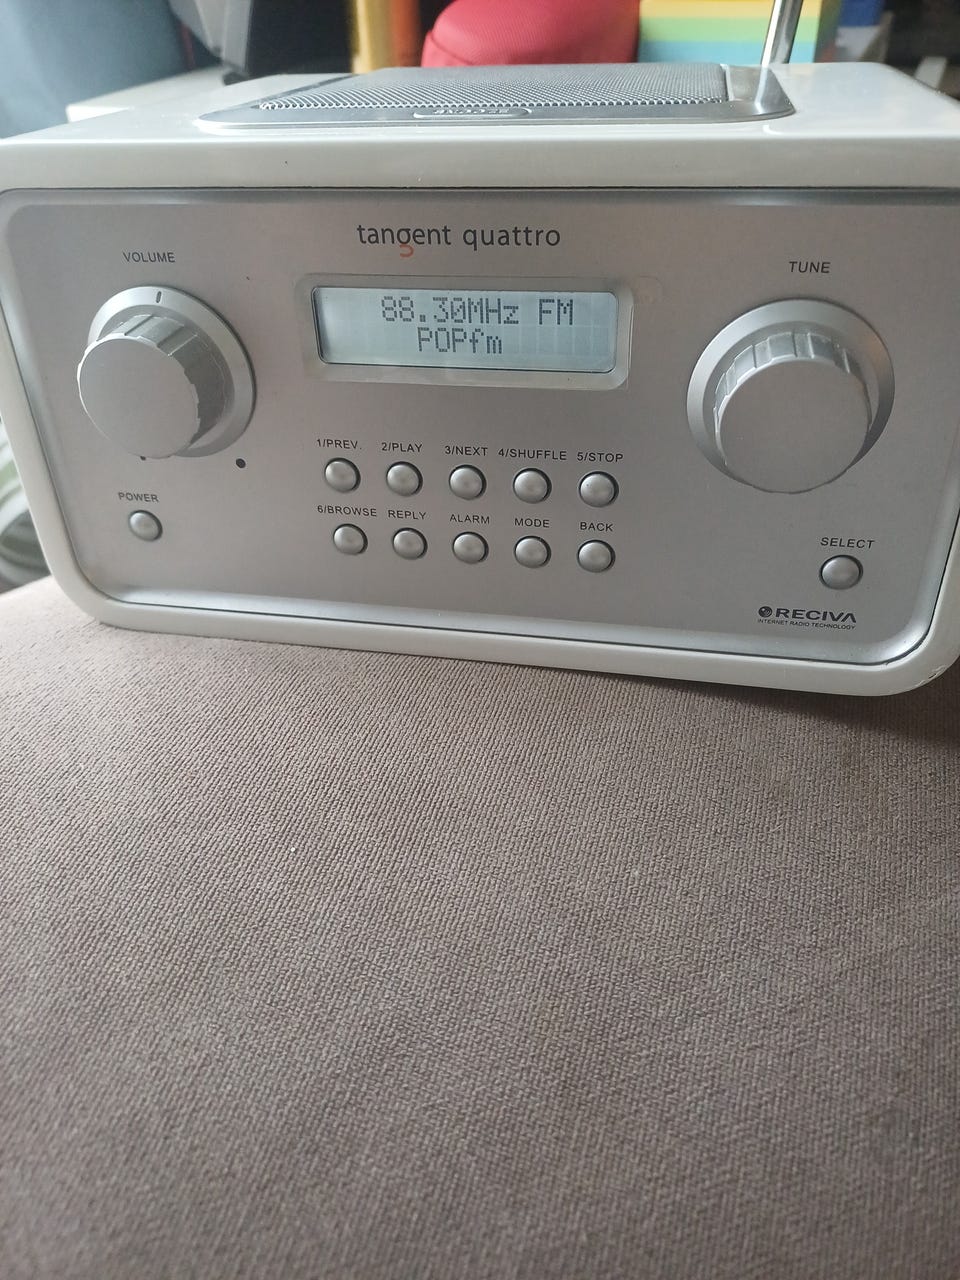 SNOOZE
tangent quattro
VOLUME
TUNE
88.30MHz FM
POPfm
1/PREV. 2/PLAY 3/NEXT 4/SHUFFLE 5/STOP
POWER
6/BROWSE REPLY ALARM MODE BACK
SELECT
RECIVA
INTERNET RADIO TECHNOLOGY